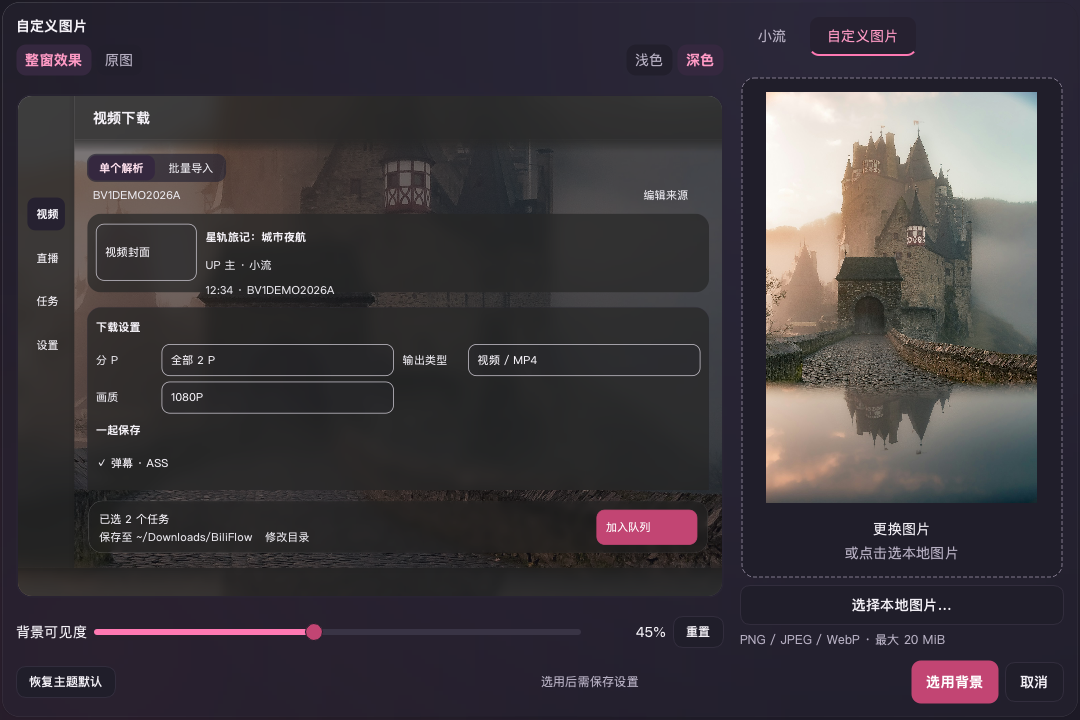 自定义图片
整窗效果 原图 浅色 深色
视频下载
单个解析 批量导入
BV1DEMO2026A 编辑来源
视频
直播
任务
设置
视频封面
星轨旅记：城市夜航
UP 主 · 小流
12:34 · BV1DEMO2026A
下载设置
分 P 全部 2 P 输出类型 视频 / MP4
画质 1080P
一起保存
✓ 弹幕 · ASS
已选 2 个任务
保存至 ~/Downloads/BiliFlow 修改目录
加入队列
背景可见度 45% 重置
恢复主题默认 选用后需保存设置
小流 自定义图片
更换图片
或点击选本地图片
选择本地图片...
PNG / JPEG / WebP · 最大 20 MiB
选用背景 取消